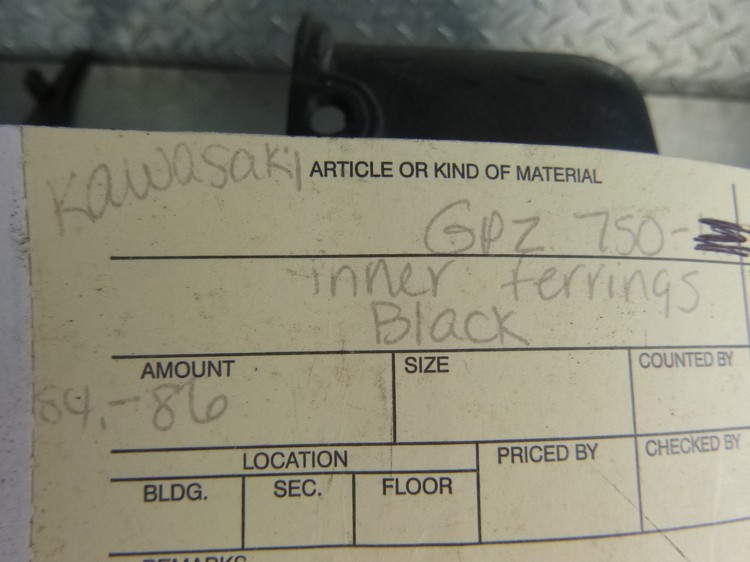 Kawasaki ARTICLE OR KIND OF MATERIAL
GPZ 750-
inner ferrings
Black
AMOUNT SIZE COUNTED BY
84.-86
LOCATION PRICED BY CHECKED BY
BLDG. SEC. FLOOR
REMARKS